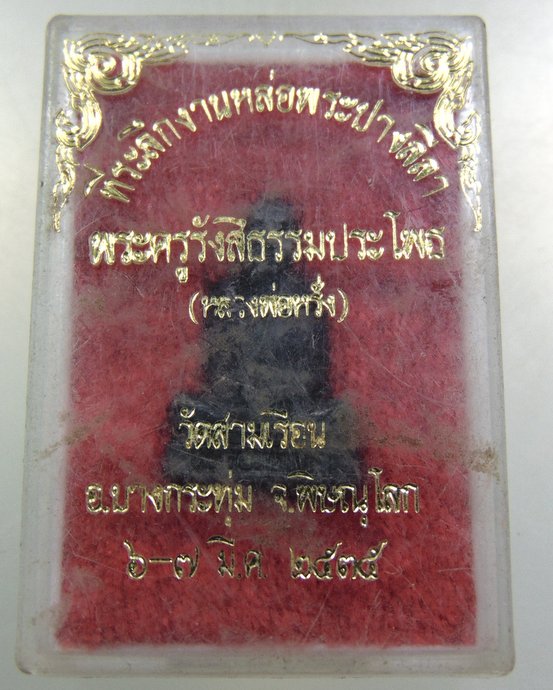 ที่ระลึกงานหล่อพระปางลีลา
พระครูรังสีธรรมประโพธ
(หลวงพ่อหวั่ง)
วัดสามเรือน
อ.บางกระทุ่ม จ.พิษณุโลก
๖-๗ มี.ค. ๒๕๓๕